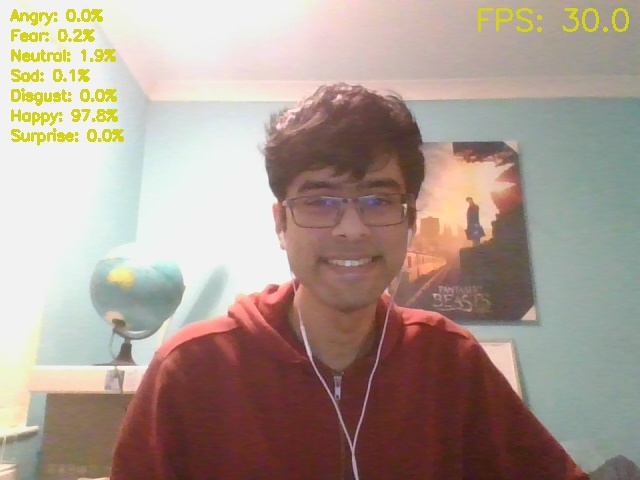 Angry: 0.0%
Fear: 0.2%
Neutral: 1.9%
Sad: 0.1%
Disgust: 0.0%
Happy: 97.8%
Surprise: 0.0%
FPS: 30.0
FANTASTIC
BEASTS